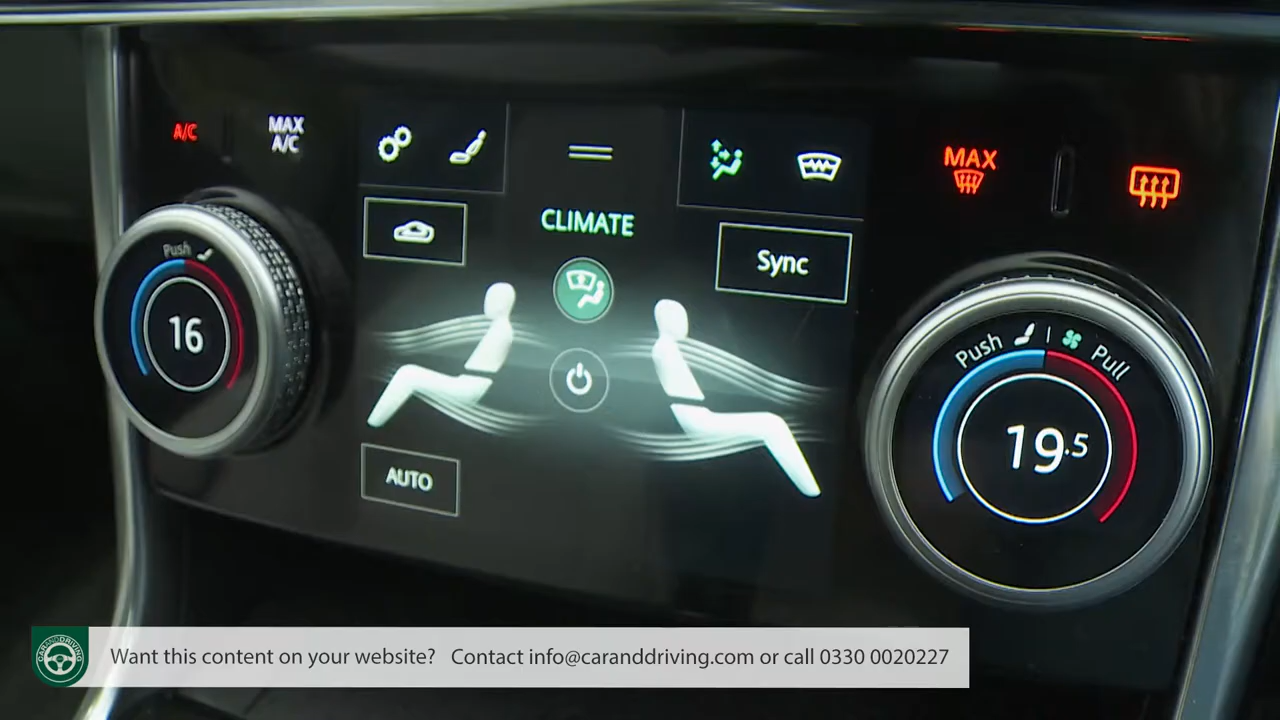 A/C
MAX
A/C
MAX
CLIMATE
Sync
Push
16
Push
Pull
19.5
AUTO
CARANDDRIVING
Want this content on your website? Contact info@caranddriving.com or call 0330 0020227